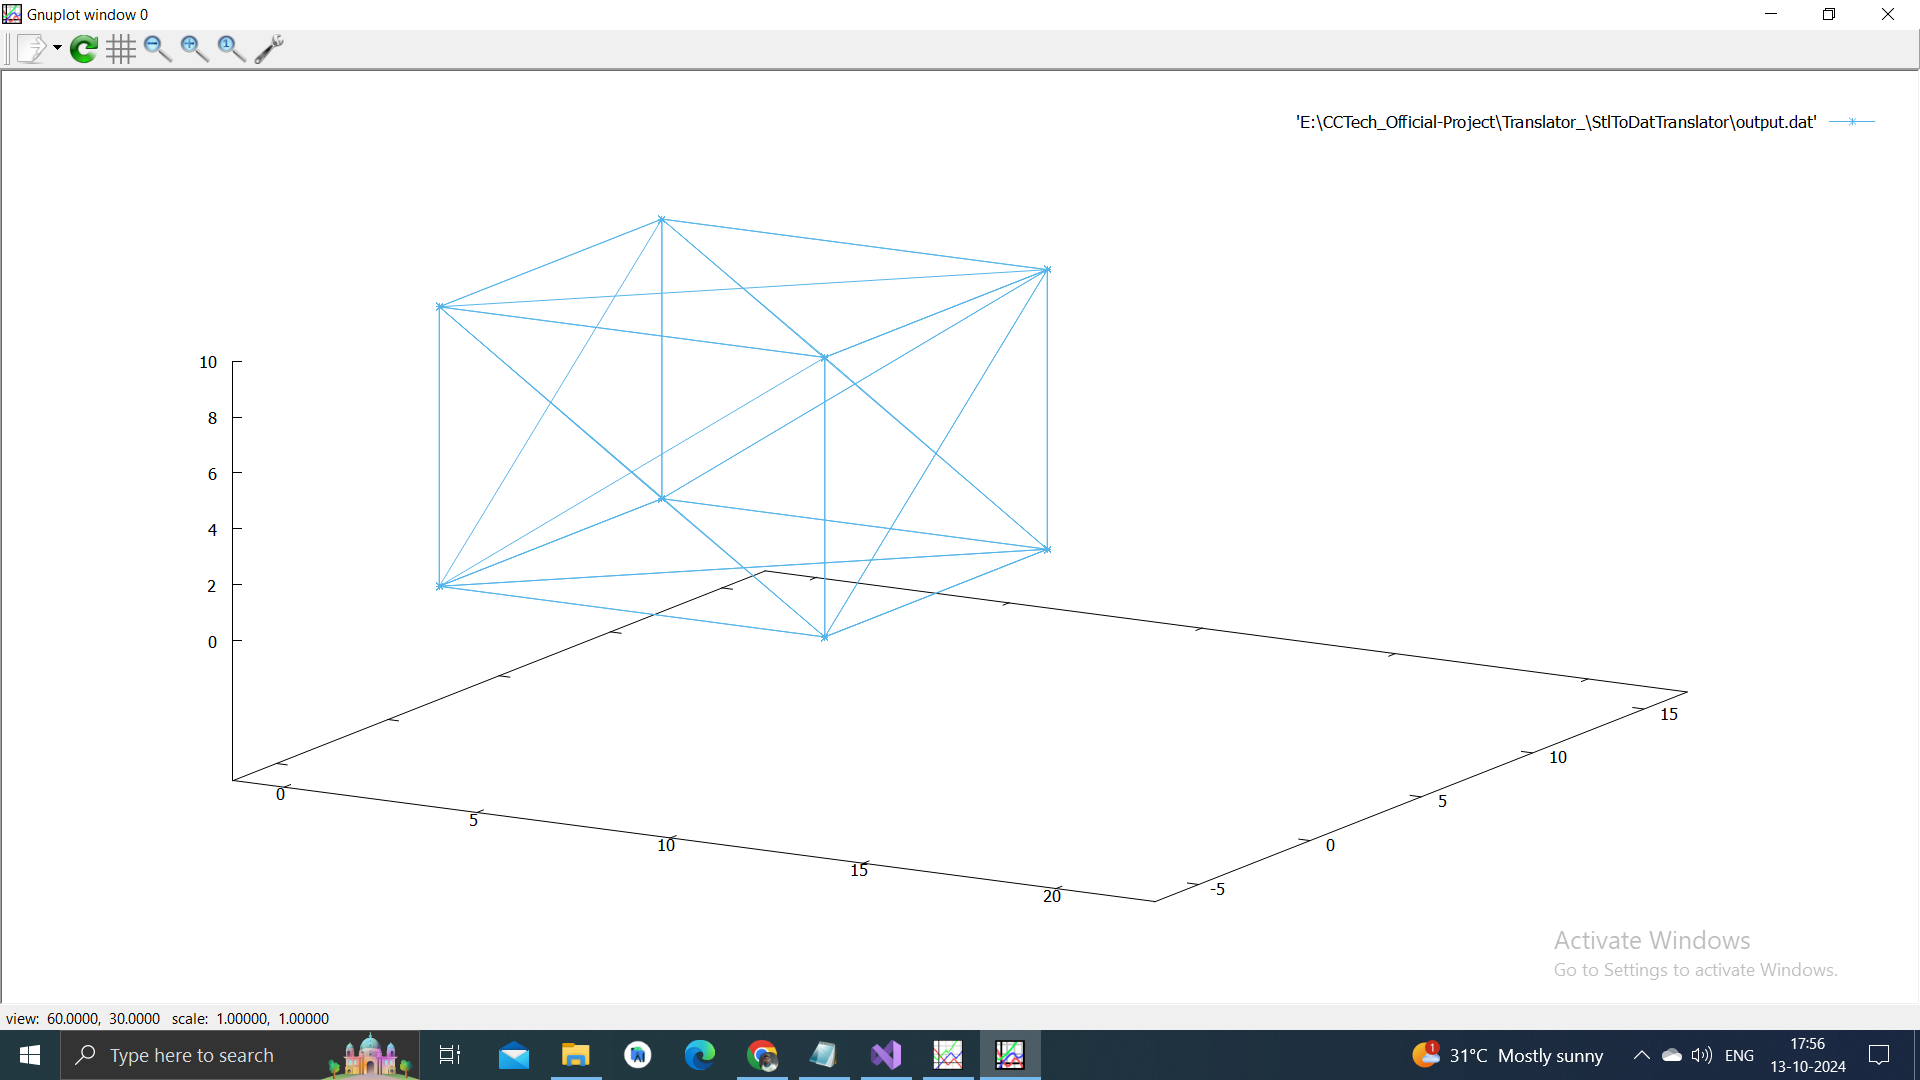 Gnuplot window 0
'E:\CCTech_Official-Project\Translator_\StlToDatTranslator\output.dat'
10
8
6
4
2
0
0
5
10
15
20
-5
0
5
10
15
Activate Windows
Go to Settings to activate Windows.
view: 60.0000, 30.0000 scale: 1.00000, 1.00000
Type here to search
1
31°C Mostly sunny
ENG
17:56
13-10-2024